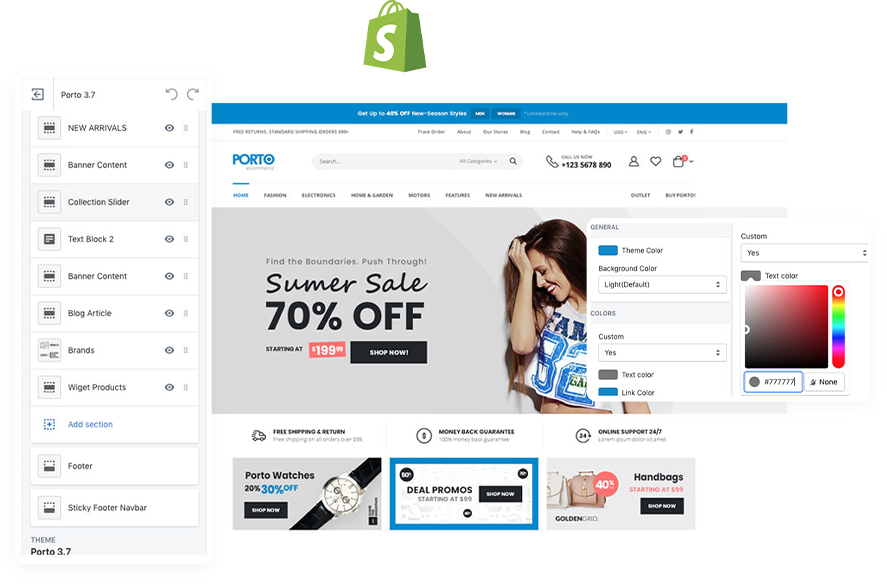 S
Porto 3.7
NEW ARRIVALS
Banner Content
Collection Slider
Text Block 2
Banner Content
Blog Article
Brands
Wiget Products
Add section
Footer
Sticky Footer Navbar
THEME
Porto 3.7
Get Up to 40% OFF New-Season Styles MEN WOMAN * Limited time only.
FREE RETURNS. STANDARD SHIPPING ORDERS $99+ Track Order About Our Stores Blog Contact Help & FAQs USD ENG
PORTO
eCommerce
Search... All Categories
CALL US NOW
+123 5678 890
HOME FASHION ELECTRONICS HOME & GARDEN MOTORS FEATURES NEW ARRIVALS OUTLET BUY PORTO!
Find the Boundaries. Push Through!
Sumer Sale
70% OFF
STARTING AT $19999 SHOP NOW!
GENERAL
Theme Color
Background Color
Light(Default)
COLORS
Custom
Yes
Text color
Link Color
Custom
Yes
Text color
#777777 None
FREE SHIPPING & RETURN
Free shipping on all orders over $99
MONEY BACK GUARANTEE
100% money back guarantee
ONLINE SUPPORT 24/7
Lorem ipsum dolor sit amet
Porto Watches
20% 30% OFF
SHOP NOW
DEAL PROMOS
STARTING AT $99
SHOP NOW
40%
Handbags
STARTING AT $99
SHOP NOW
GOLDENGRID.